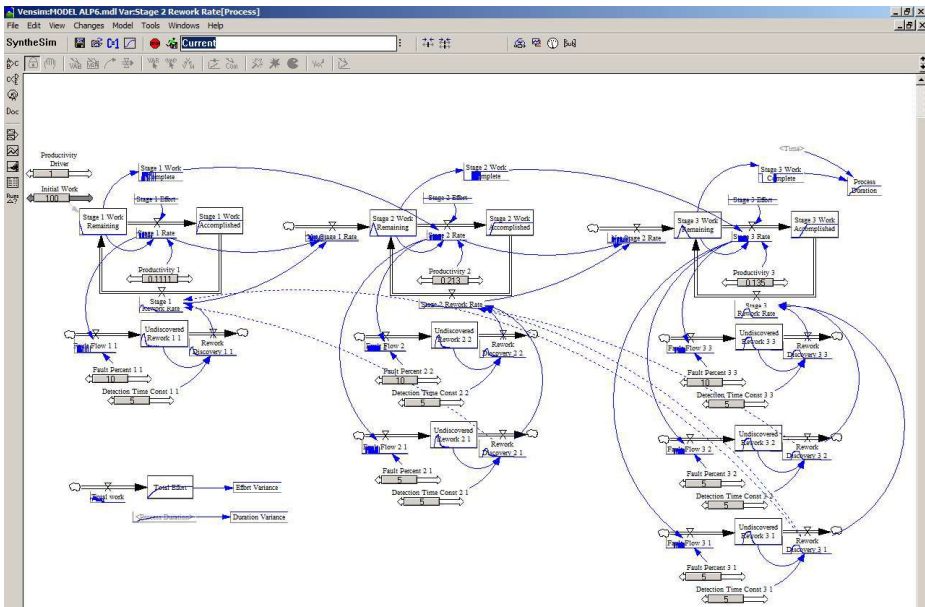 Vensim:MODEL ALP6.mdl Var:Stage 2 Rework Rate[Process]
File Edit View Changes Model Tools Windows Help
SyntheSim
Current
Doc
Productivity
Driver
1
Initial Work
100
Stage 1 Work
Complete
Stage 1 Effort
Stage 1 Work
Remaining
Stage 1 Work
Accomplished
Stage 1 Rate
Productivity 1
0.1111
Stage 1
Rework Rate
Undiscovered
Rework 1 1
Fault Flow 1 1
Rework
Discovery 1 1
Fault Percent 1 1
10
Detection Time Const 1 1
5
Stage 1 Rate
Stage 2 Work
Complete
Stage 2 Effort
Stage 2 Work
Remaining
Stage 2 Work
Accomplished
Stage 2 Rate
Productivity 2
0.213
Stage 2 Rework Rate
Undiscovered
Rework 2 2
Fault Flow 2
Rework
Discovery 2 2
Fault Percent 2 2
10
Detection Time Const 2 2
5
Undiscovered
Rework 2 1
Fault Flow 2 1
Rework
Discovery 2 1
Fault Percent 2 1
5
Detection Time Const 2 1
5
Stage 2 Rate
<Time>
Stage 3 Work
Complete
Process
Duration
Stage 3 Effort
Stage 3 Work
Remaining
Stage 3 Work
Accomplished
Stage 3 Rate
Productivity 3
0.135
Stage 3
Rework Rate
Undiscovered
Rework 3 3
Fault Flow 3 3
Rework
Discovery 3 3
Fault Percent 3 3
10
Detection Time Const 3 3
5
Undiscovered
Rework 3 2
Fault Flow 3 2
Rework
Discovery 3 2
Fault Percent 3 2
5
Detection Time Const 3 2
5
Undiscovered
Rework 3 1
Fault Flow 3 1
Rework
Discovery 3 1
Fault Percent 3 1
5
Detection Time Const 3 1
5
Total work
Total Effort
Effort Variance
<Process Duration>
Duration Variance